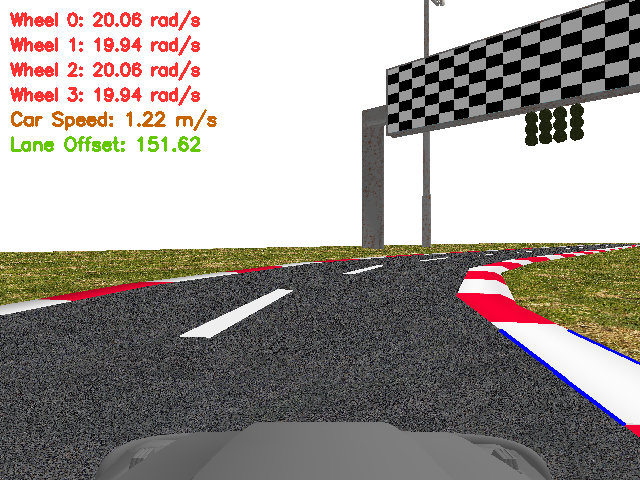 Wheel 0: 20.06 rad/s
Wheel 1: 19.94 rad/s
Wheel 2: 20.06 rad/s
Wheel 3: 19.94 rad/s
Car Speed: 1.22 m/s
Lane Offset: 151.62